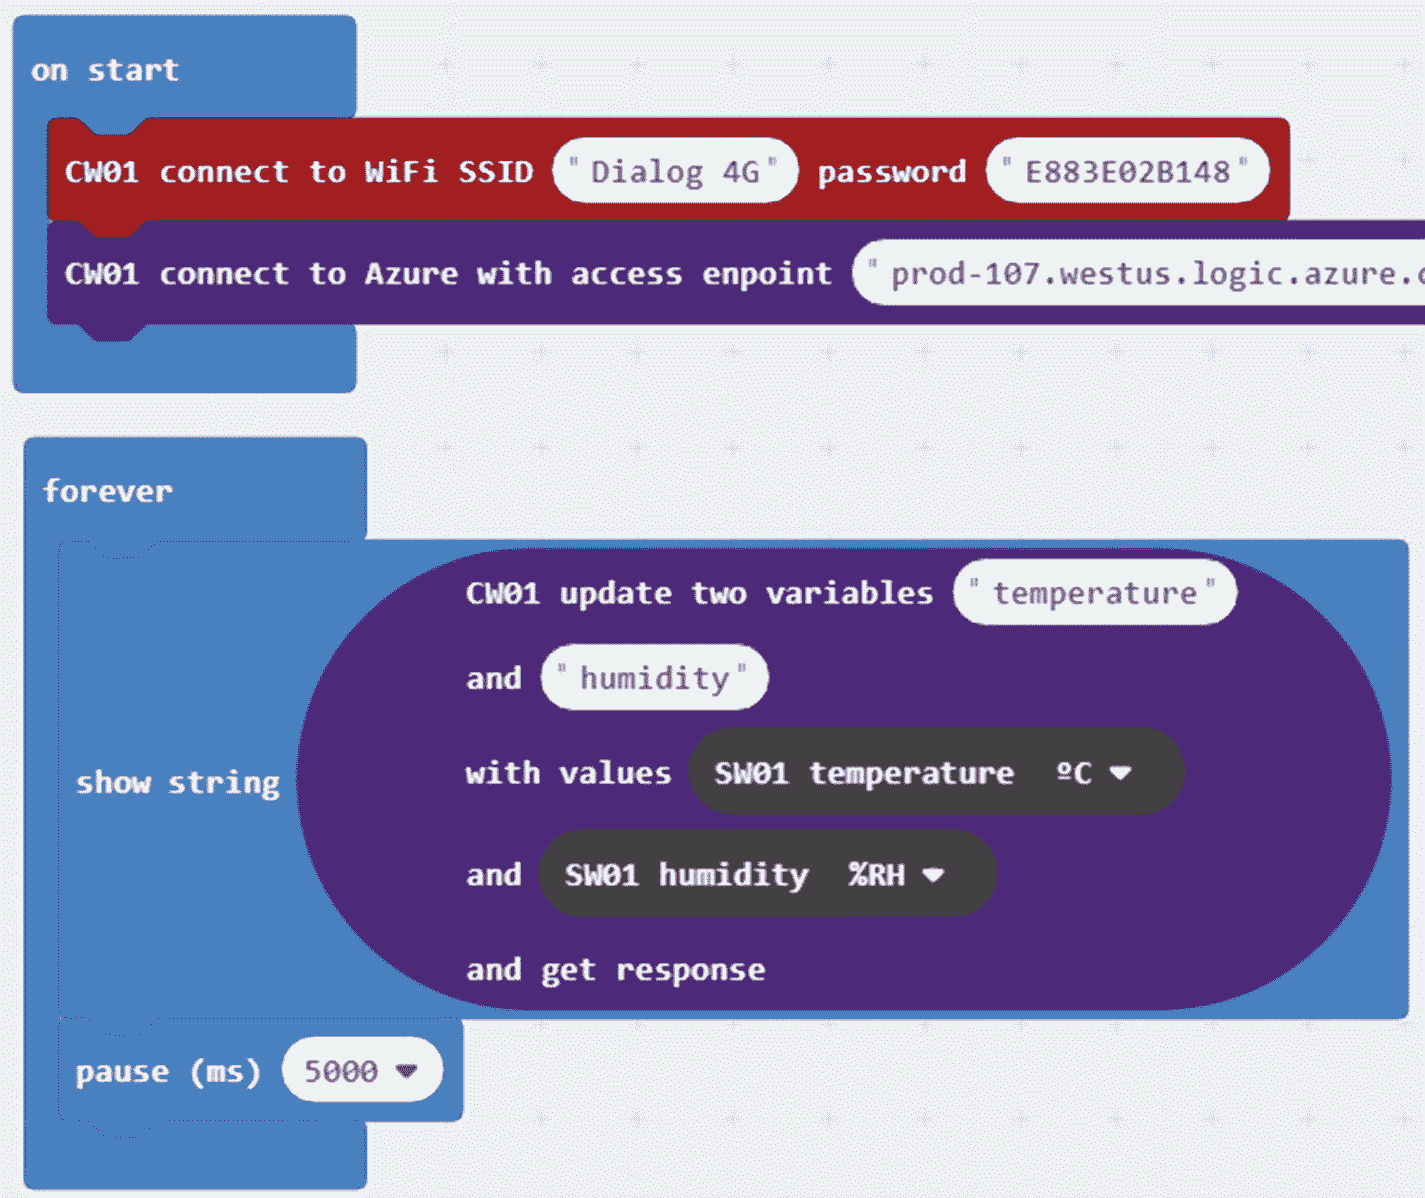 on start
CW01 connect to WiFi SSID "Dialog 4G" password "E883E02B148"
CW01 connect to Azure with access enpoint "prod-107.westus.logic.azure.c
forever
CW01 update two variables "temperature"
and "humidity"
with values SW01 temperature ºC
show string
and SW01 humidity %RH
and get response
pause (ms) 5000